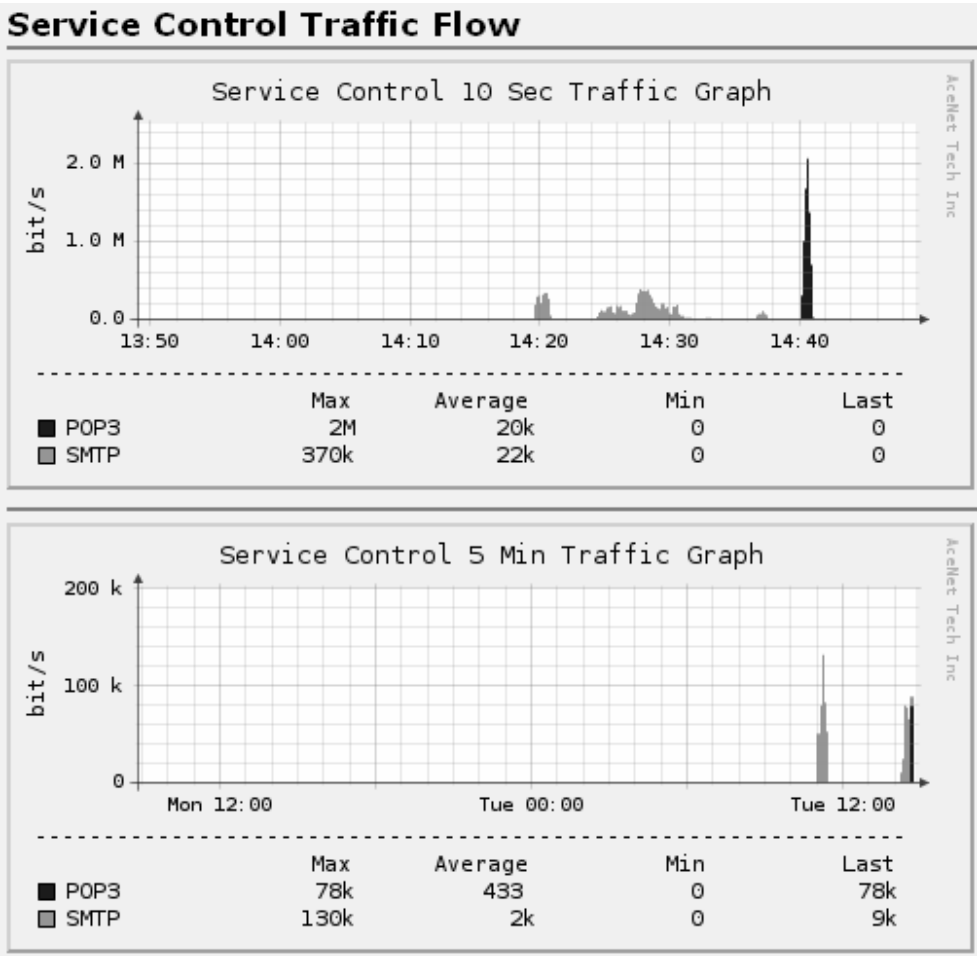 Service Control Traffic Flow
Service Control 10 Sec Traffic Graph
AceNet Tech Inc
bit/s
2.0 M
1.0 M
0.0
13:50 14:00 14:10 14:20 14:30 14:40
Max Average Min Last
POP3 2M 20k 0 0
SMTP 370k 22k 0 0
Service Control 5 Min Traffic Graph
AceNet Tech Inc
bit/s
200 k
100 k
0
Mon 12:00 Tue 00:00 Tue 12:00
Max Average Min Last
POP3 78k 433 0 78k
SMTP 130k 2k 0 9k